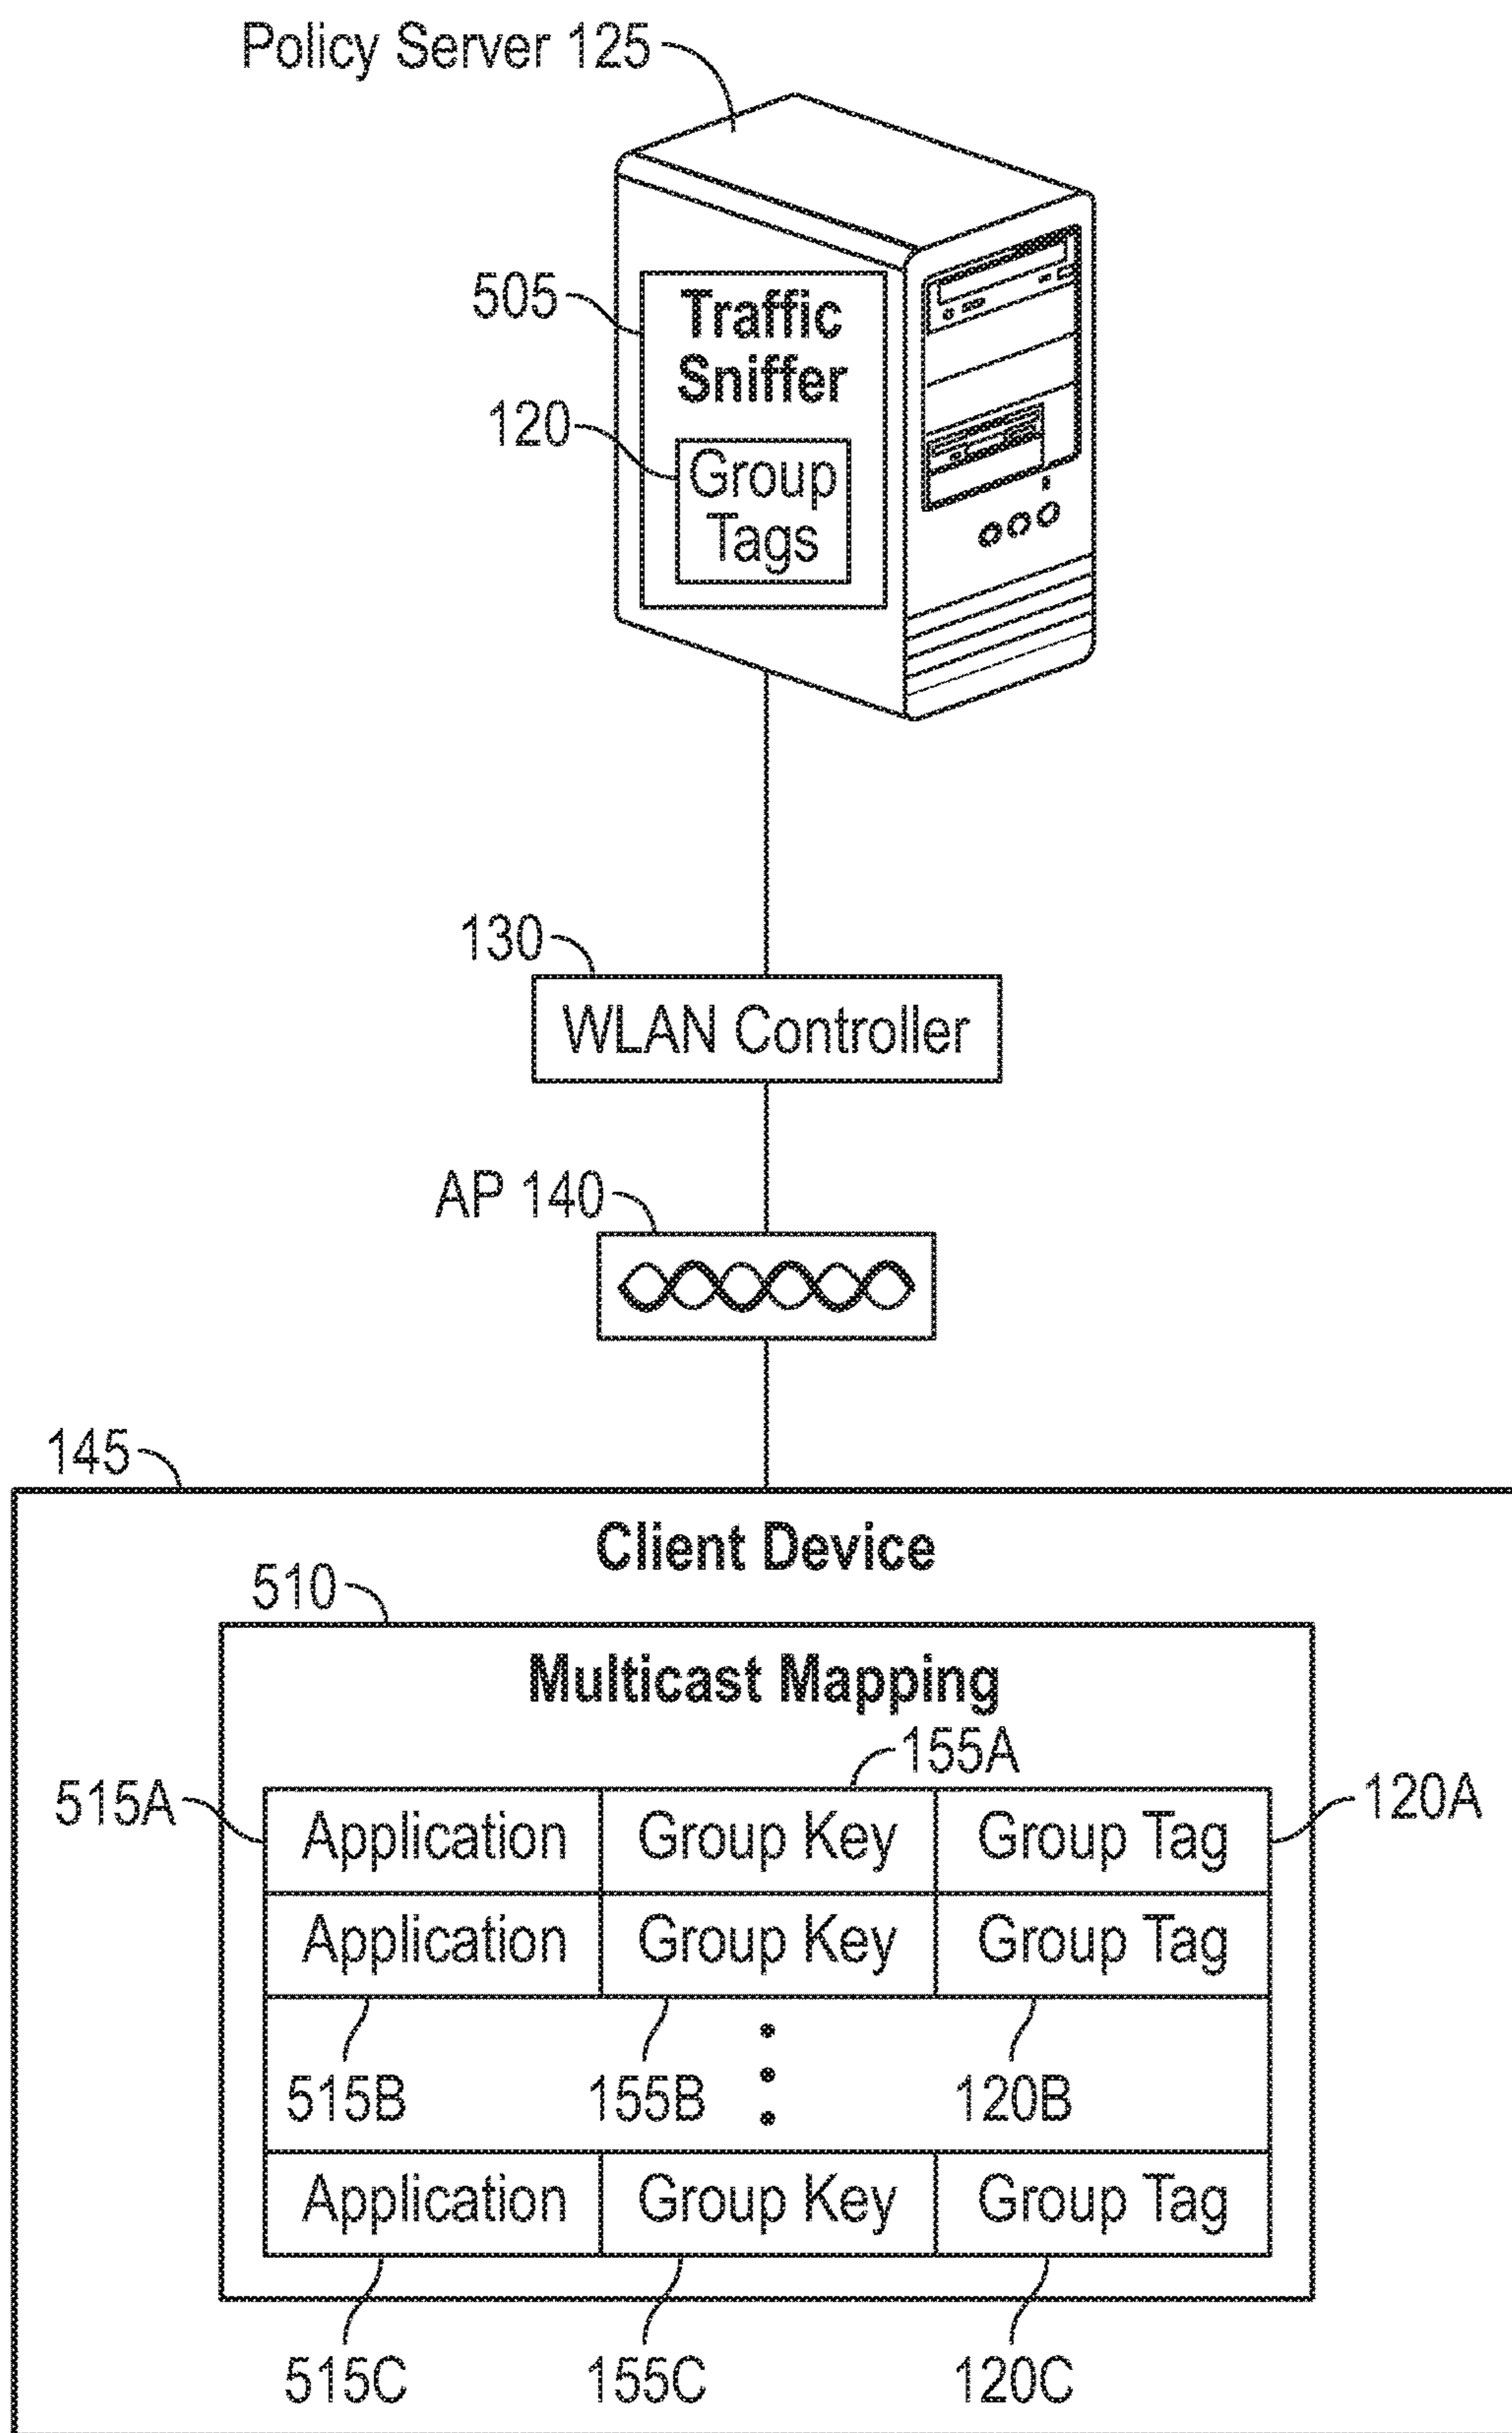 Policy Server 125
505
Traffic
Sniffer
120
Group
Tags
130
WLAN Controller
AP 140
145
Client Device
510
Multicast Mapping
155A
515A
120A
Application Group Key Group Tag
Application Group Key Group Tag
515B 155B 120B
Application Group Key Group Tag
515C 155C 120C